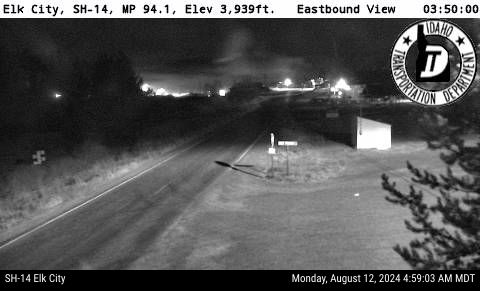 Elk City, SH-14, MP 94.1, Elev 3,939ft. Eastbound View 03:50:00
IDAHO
TRANSPORTATION DEPARTMENT
SH-14 Elk City Monday, August 12, 2024 4:59:03 AM MDT